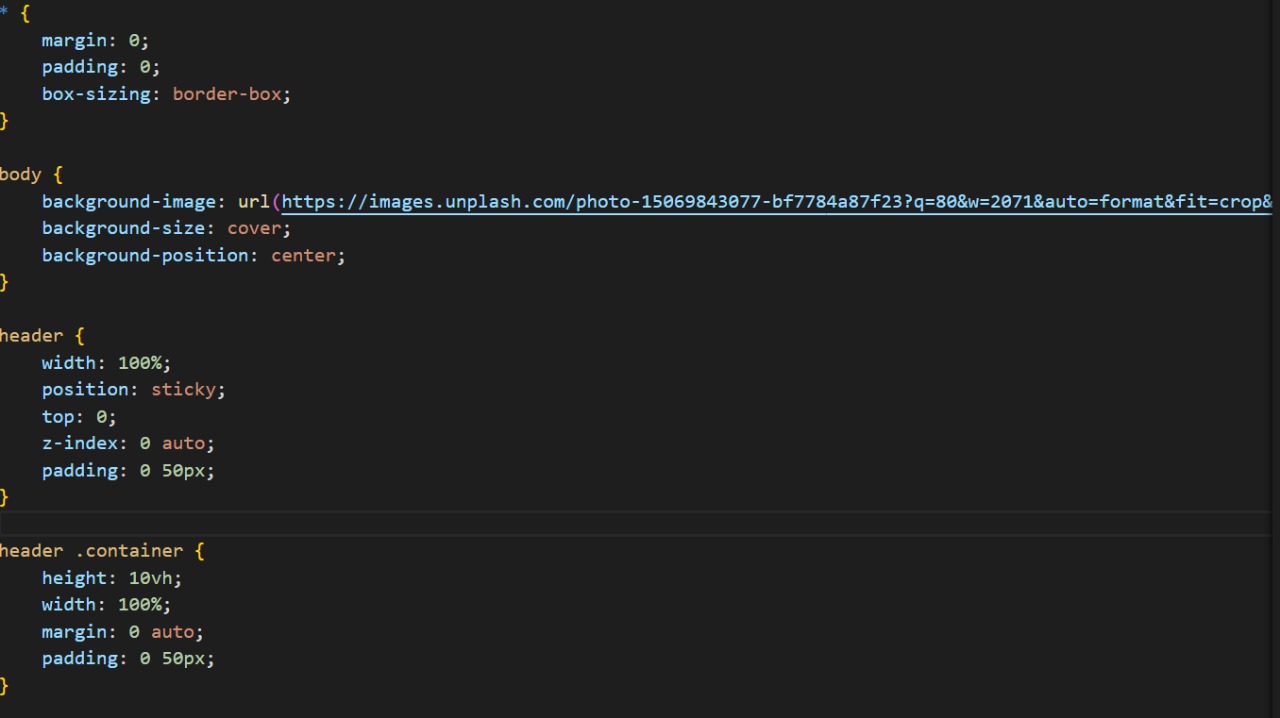 * {
    margin: 0;
    padding: 0;
    box-sizing: border-box;
}

body {
    background-image: url(https://images.unplash.com/photo-15069843077-bf7784a87f23?q=80&w=2071&auto=format&fit=crop&
    background-size: cover;
    background-position: center;
}

header {
    width: 100%;
    position: sticky;
    top: 0;
    z-index: 0 auto;
    padding: 0 50px;
}

header .container {
    height: 10vh;
    width: 100%;
    margin: 0 auto;
    padding: 0 50px;
}